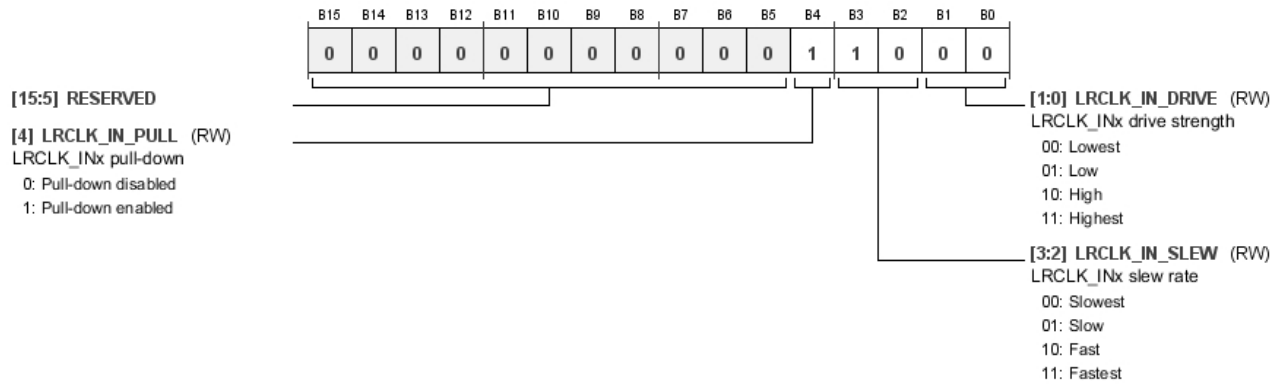 B15 B14 B13 B12 B11 B10 B9 B8 B7 B6 B5 B4 B3 B2 B1 B0
0 0 0 0 0 0 0 0 0 0 0 1 1 0 0 0
[15:5] RESERVED
[4] LRCLK_IN_PULL (RW)
LRCLK_INx pull-down
0: Pull-down disabled
1: Pull-down enabled
[1:0] LRCLK_IN_DRIVE (RW)
LRCLK_INx drive strength
00: Lowest
01: Low
10: High
11: Highest
[3:2] LRCLK_IN_SLEW (RW)
LRCLK_INx slew rate
00: Slowest
01: Slow
10: Fast
11: Fastest